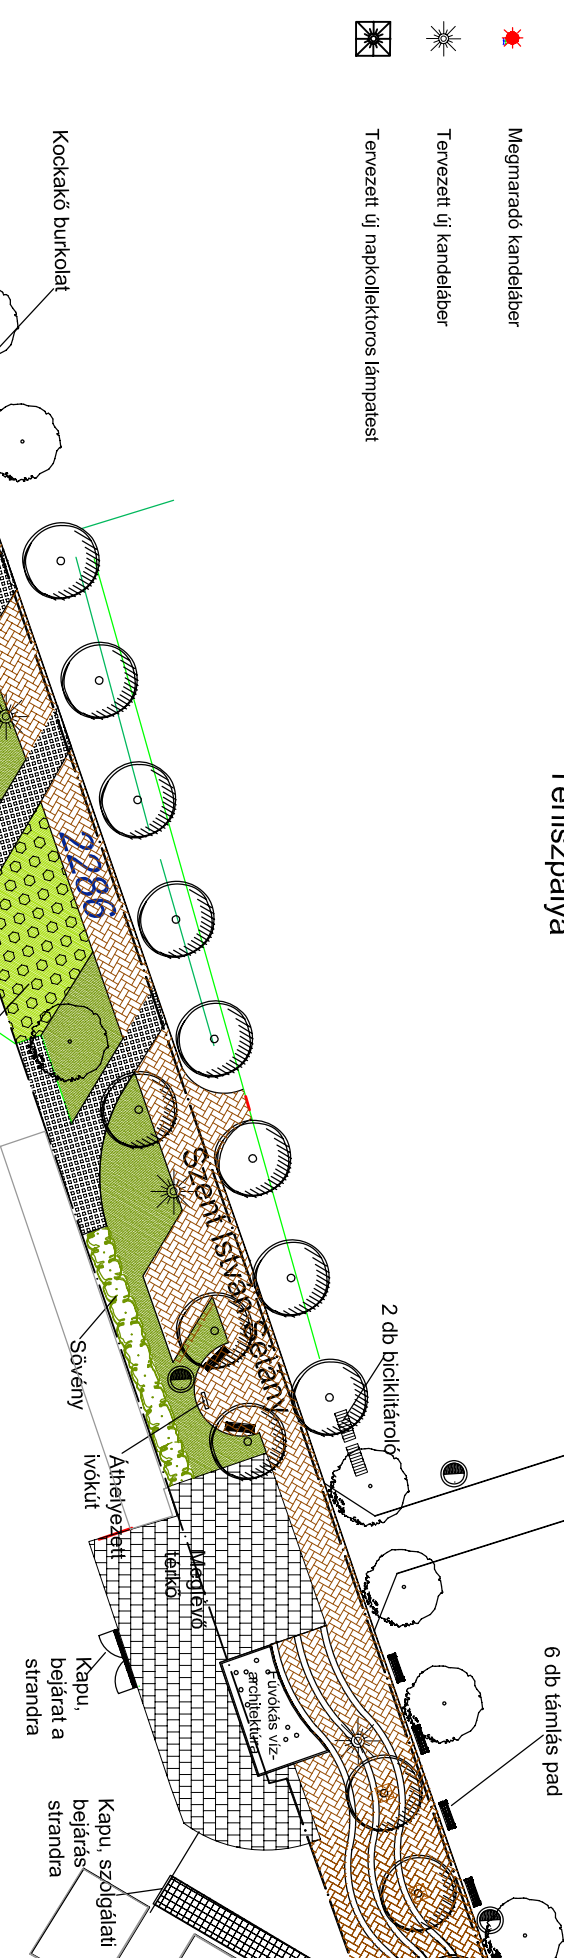 Megmaradó kandeláber
Tervezett új kandeláber
Tervezett új napkollektoros lámpatest
Kockakő burkolat
Teniszpálya
2286
Szent István Sétány
2 db biciklitároló
Sövény
Áthelyezett
ivókút
Meglévő
térkő
Fúvókás víz-
architektúra
6 db támlás pad
Kapu,
bejárat a
strandra
Kapu, szolgálati
bejárás
strandra